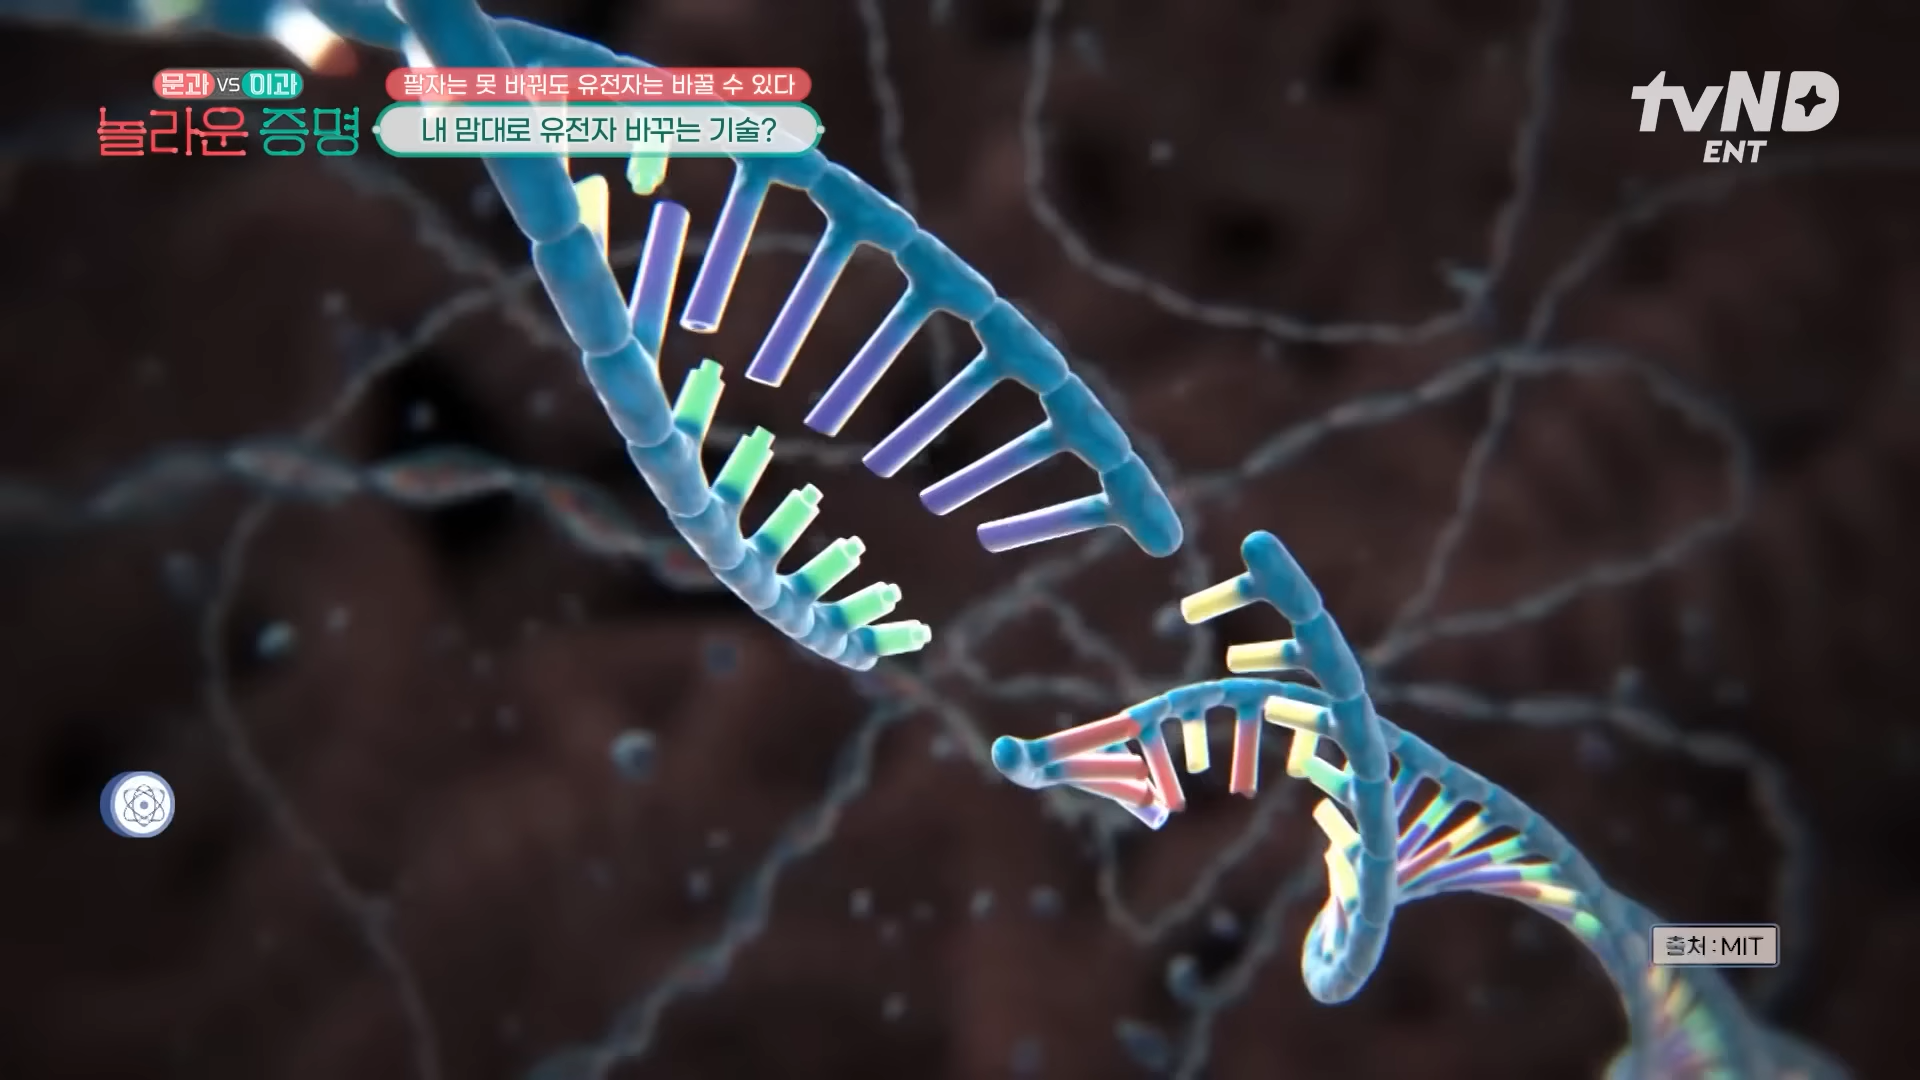 문과 VS 이과
놀라운 증명
팔자는 못 바꿔도 유전자는 바꿀 수 있다
내 맘대로 유전자 바꾸는 기술?
tvND
ENT
출처:MIT